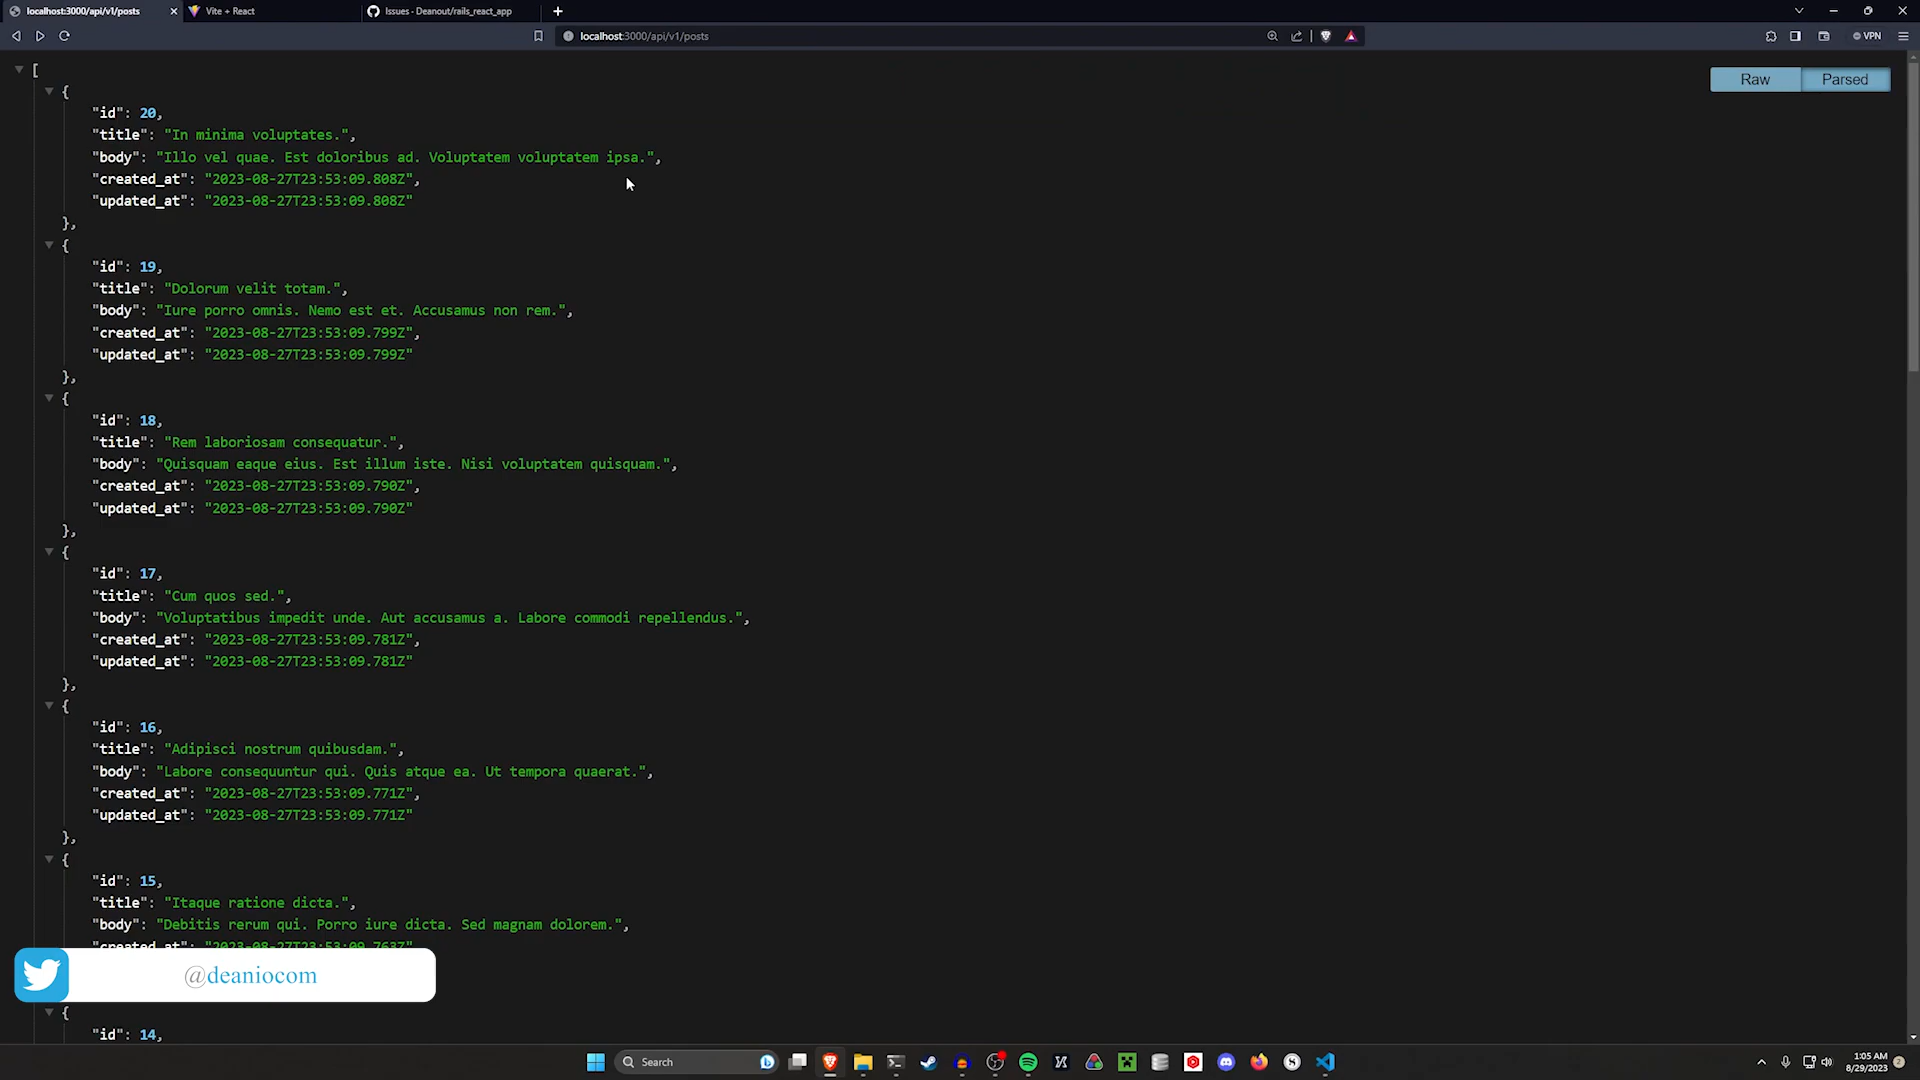 localhost:3000/api/v1/posts
Vite + React
Issues - Deanout/rails_react_app
localhost:3000/api/v1/posts
VPN
Raw
Parsed
[
{
"id": 20,
"title": "In minima voluptates.",
"body": "Illo vel quae. Est doloribus ad. Voluptatem voluptatem ipsa.",
"created_at": "2023-08-27T23:53:09.808Z",
"updated_at": "2023-08-27T23:53:09.808Z"
},
{
"id": 19,
"title": "Dolorum velit totam.",
"body": "Iure porro omnis. Nemo est et. Accusamus non rem.",
"created_at": "2023-08-27T23:53:09.799Z",
"updated_at": "2023-08-27T23:53:09.799Z"
},
{
"id": 18,
"title": "Rem laboriosam consequatur.",
"body": "Quisquam eaque eius. Est illum iste. Nisi voluptatem quisquam.",
"created_at": "2023-08-27T23:53:09.790Z",
"updated_at": "2023-08-27T23:53:09.790Z"
},
{
"id": 17,
"title": "Cum quos sed.",
"body": "Voluptatibus impedit unde. Aut accusamus a. Labore commodi repellendus.",
"created_at": "2023-08-27T23:53:09.781Z",
"updated_at": "2023-08-27T23:53:09.781Z"
},
{
"id": 16,
"title": "Adipisci nostrum quibusdam.",
"body": "Labore consequuntur qui. Quis atque ea. Ut tempora quaerat.",
"created_at": "2023-08-27T23:53:09.771Z",
"updated_at": "2023-08-27T23:53:09.771Z"
},
{
"id": 15,
"title": "Itaque ratione dicta.",
"body": "Debitis rerum qui. Porro iure dicta. Sed magnam dolorem.",
"created_at": "2023-08-27T23:53:09.763Z"
@deaniocom
{
"id": 14,
Search
1:05 AM
8/29/2023